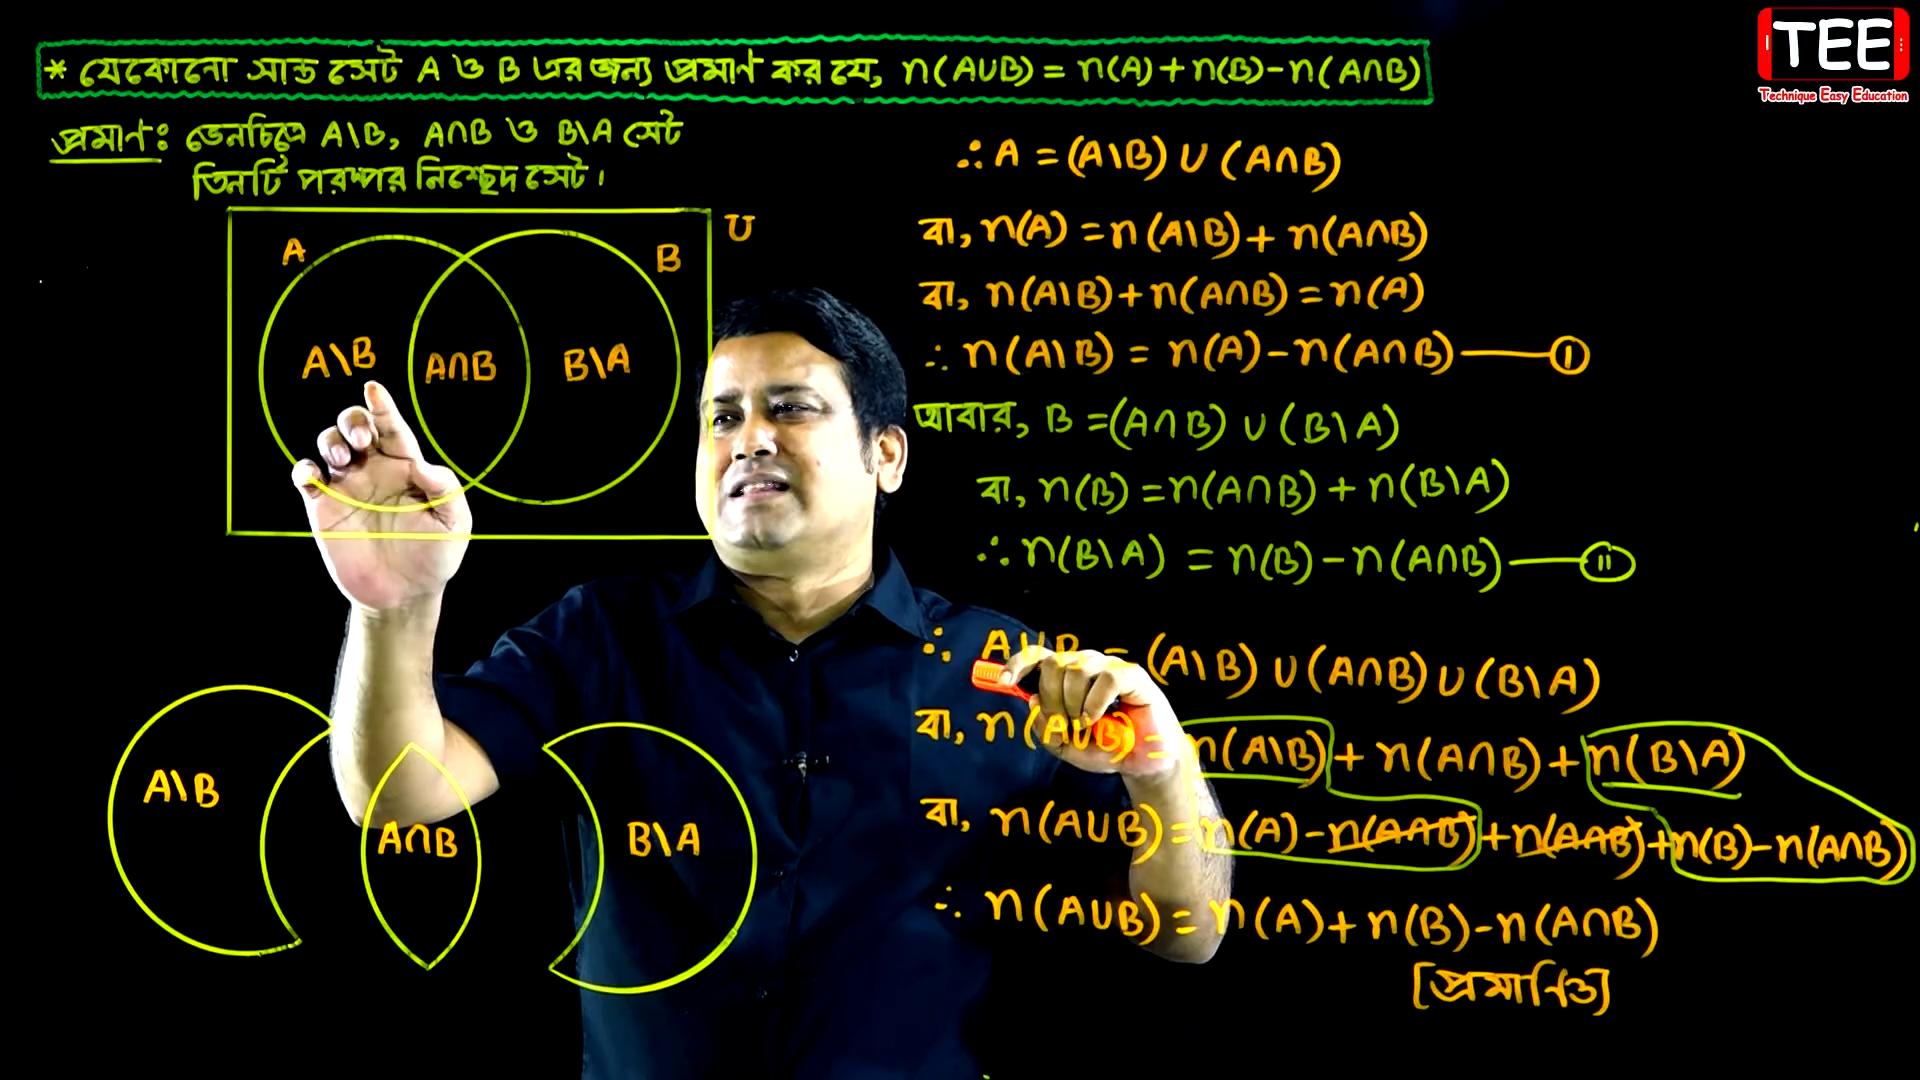 * যেকোনো সান্ত সেট A ও B এর জন্য প্রমাণ কর যে, n(A∪B) = n(A)+n(B)-n(A∩B)
TEE
Technique Easy Education
প্রমাণঃ ভেনচিত্রে A\B, A∩B ও B\A সেট
তিনটি পরস্পর নিশ্ছেদ সেট।
U
A
B
A\B
A∩B
B\A
A\B
A∩B
B\A
∴ A = (A\B) ∪ (A∩B)
বা, n(A) = n(A\B) + n(A∩B)
বা, n(A\B) + n(A∩B) = n(A)
∴ n(A\B) = n(A) - n(A∩B) — i
আবার, B = (A∩B) ∪ (B\A)
বা, n(B) = n(A∩B) + n(B\A)
∴ n(B\A) = n(B) - n(A∩B) — ii
∴ A∪B = (A\B) ∪ (A∩B) ∪ (B\A)
বা, n(A∪B) = n(A\B) + n(A∩B) + n(B\A)
বা, n(A∪B) = n(A) - n(A∩B) + n(A∩B) + n(B) - n(A∩B)
∴ n(A∪B) = n(A) + n(B) - n(A∩B)
[প্রমাণিত]